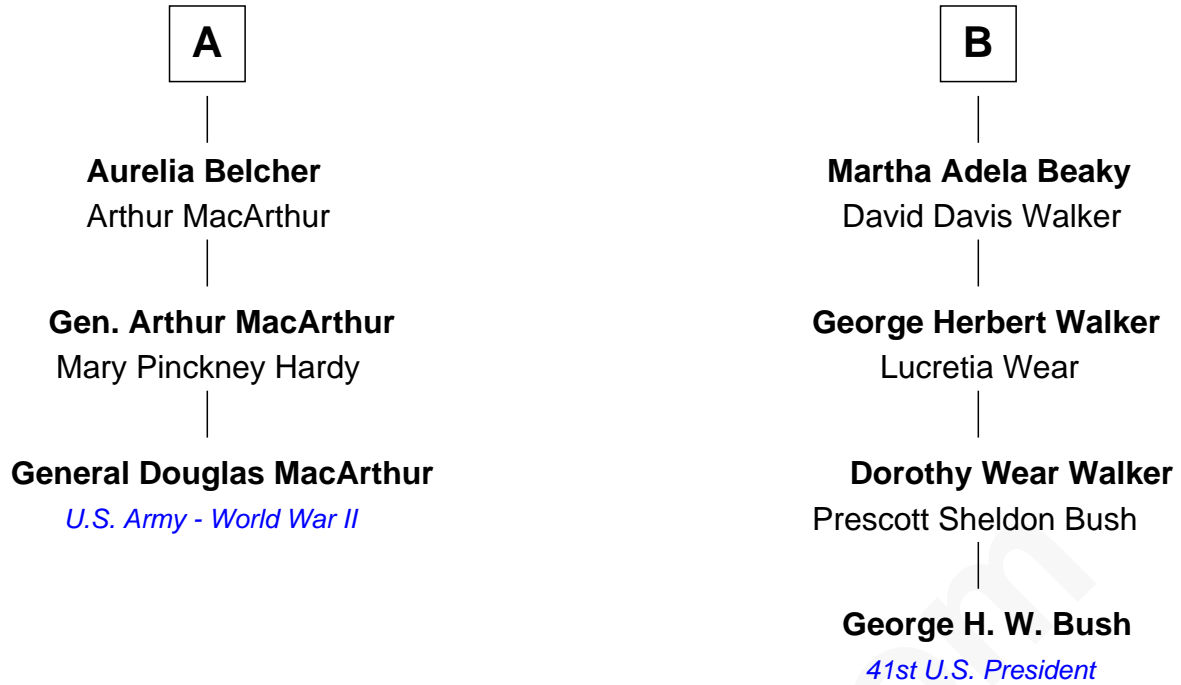 A
Aurelia Belcher
Arthur MacArthur
Gen. Arthur MacArthur
Mary Pinckney Hardy
General Douglas MacArthur
U.S. Army - World War II
B
Martha Adela Beaky
David Davis Walker
George Herbert Walker
Lucretia Wear
Dorothy Wear Walker
Prescott Sheldon Bush
George H. W. Bush
41st U.S. President